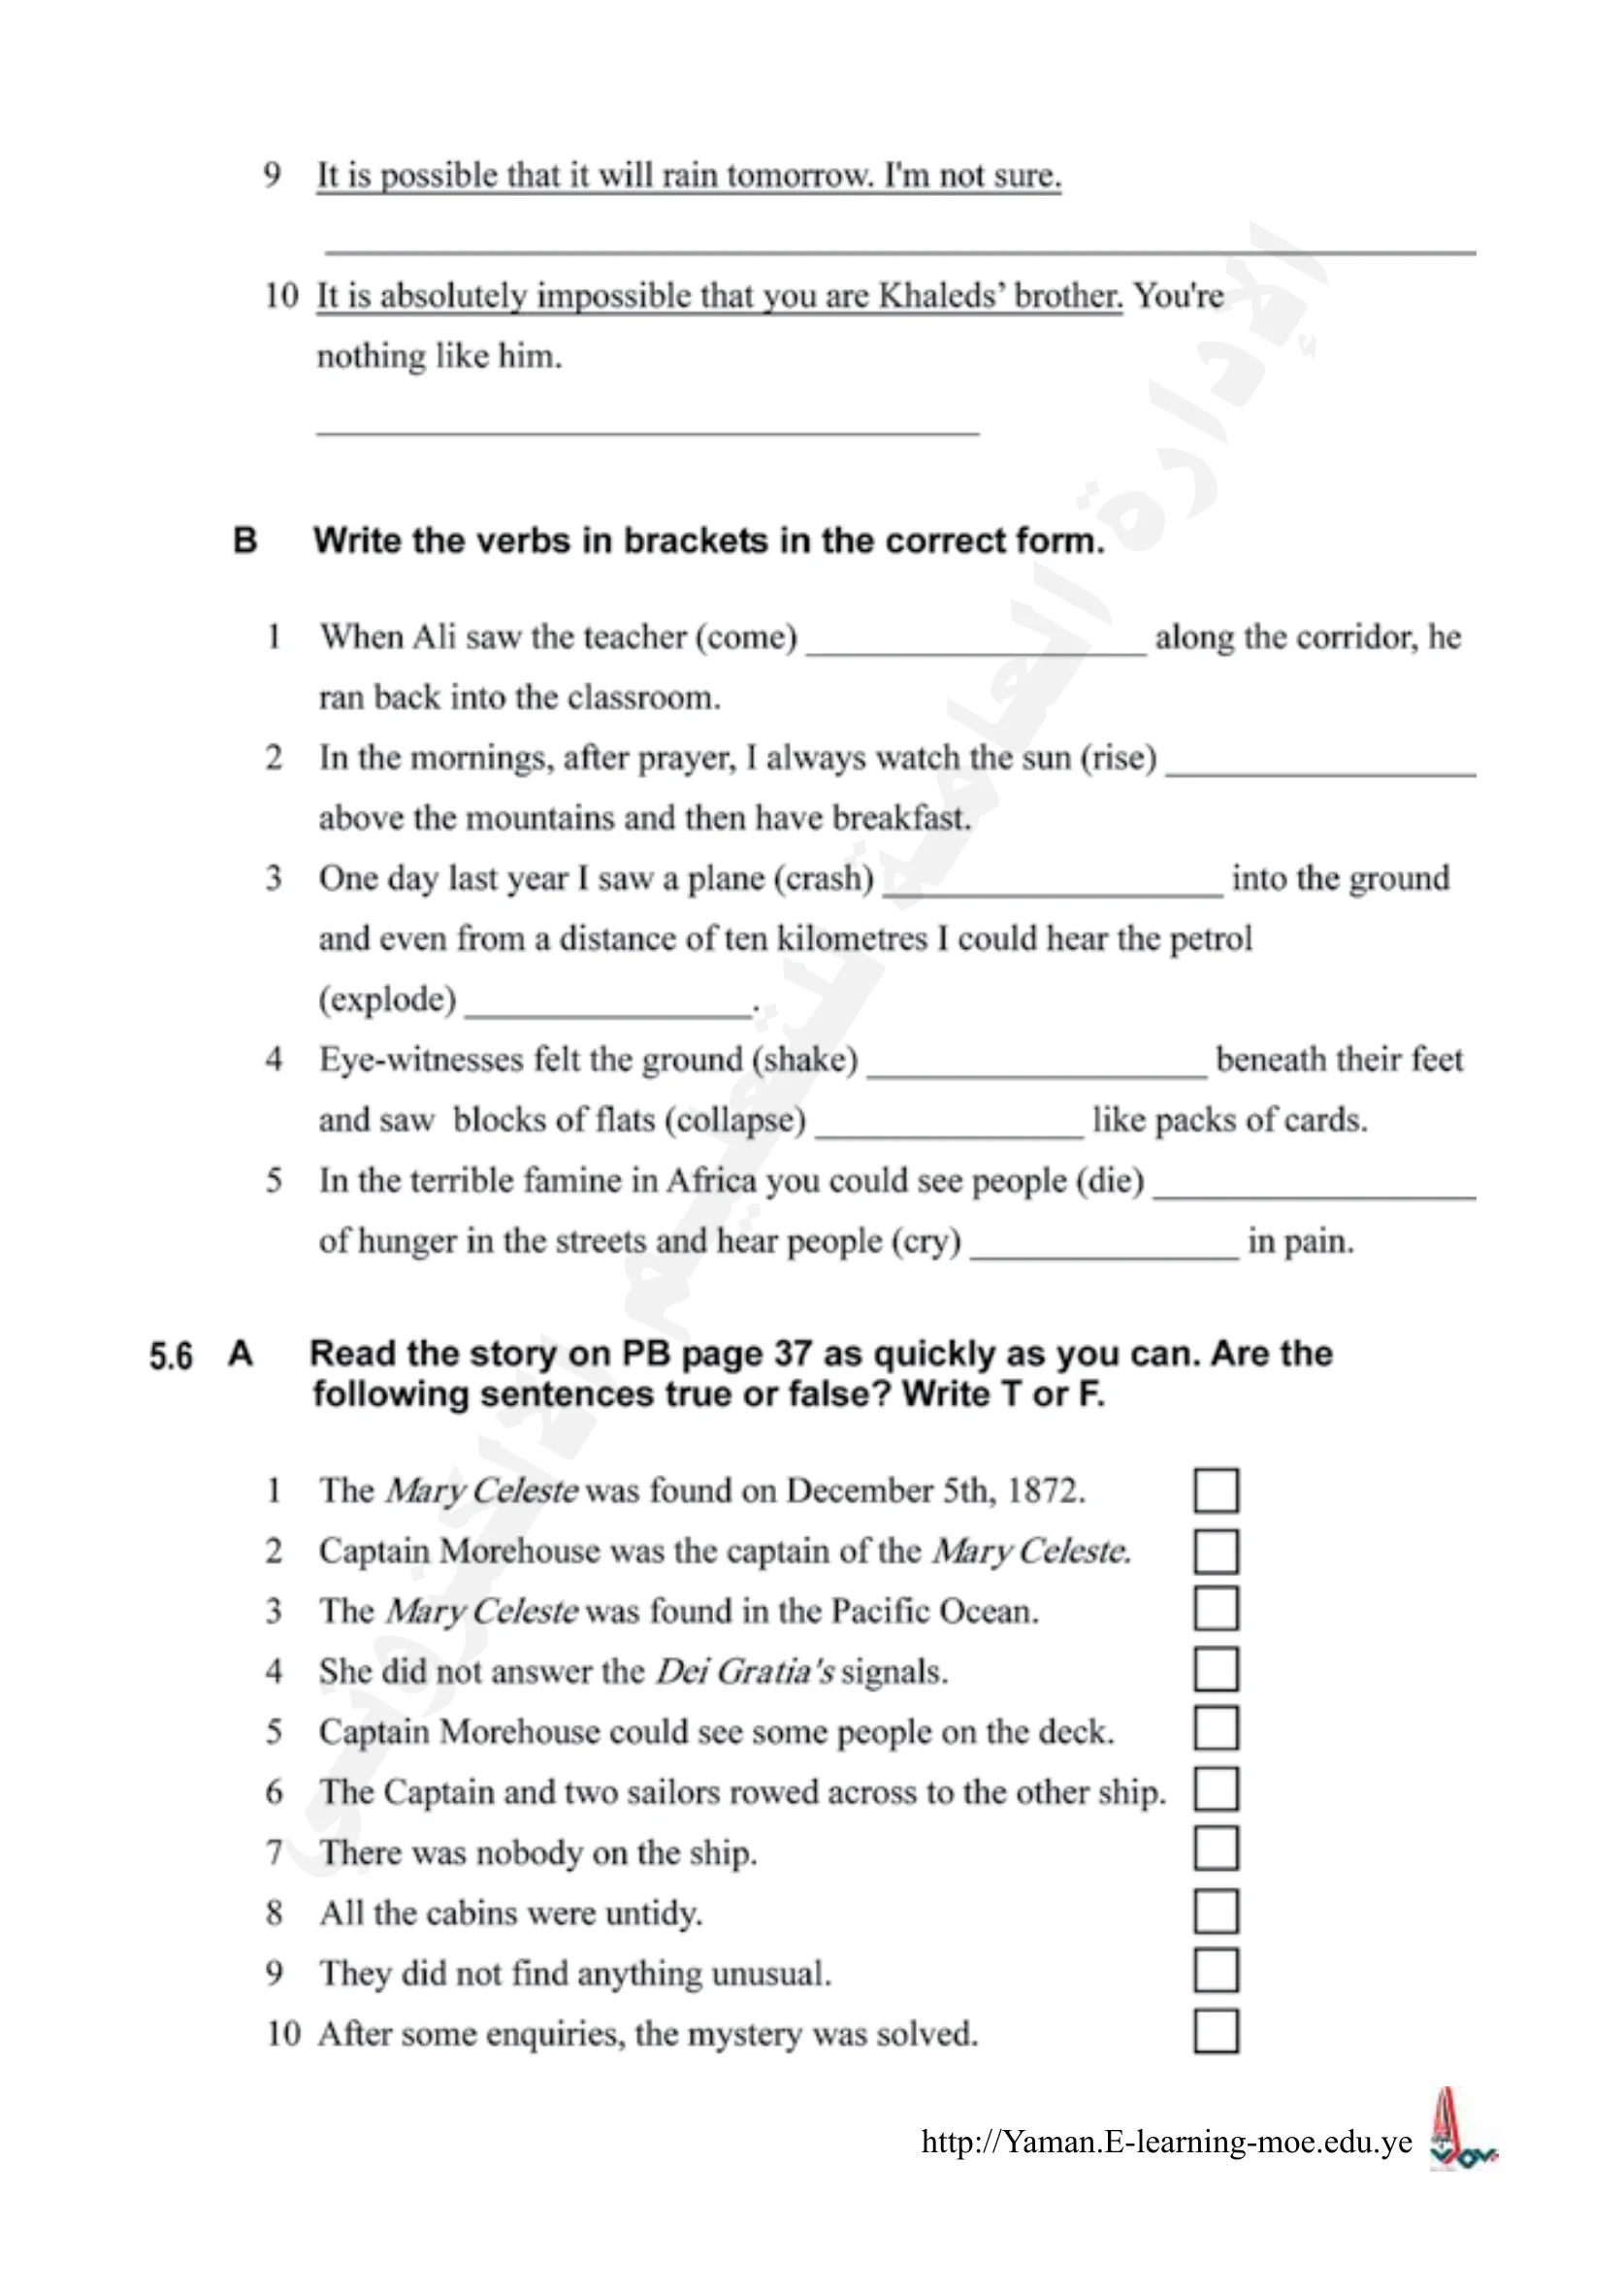 9 It is possible that it will rain tomorrow. I'm not sure.
10 It is absolutely impossible that you are Khaleds’ brother. You're
nothing like him.
B Write the verbs in brackets in the correct form.
1 When Ali saw the teacher (come) ____________ along the corridor, he
ran back into the classroom.
2 In the mornings, after prayer, I always watch the sun (rise) ____________
above the mountains and then have breakfast.
3 One day last year I saw a plane (crash) ____________ into the ground
and even from a distance of ten kilometres I could hear the petrol
(explode) ____________.
4 Eye-witnesses felt the ground (shake) ____________ beneath their feet
and saw blocks of flats (collapse) ____________ like packs of cards.
5 In the terrible famine in Africa you could see people (die) ____________
of hunger in the streets and hear people (cry) ____________ in pain.
5.6 A Read the story on PB page 37 as quickly as you can. Are the
following sentences true or false? Write T or F.
1 The Mary Celeste was found on December 5th, 1872.
2 Captain Morehouse was the captain of the Mary Celeste.
3 The Mary Celeste was found in the Pacific Ocean.
4 She did not answer the Dei Gratia's signals.
5 Captain Morehouse could see some people on the deck.
6 The Captain and two sailors rowed across to the other ship.
7 There was nobody on the ship.
8 All the cabins were untidy.
9 They did not find anything unusual.
10 After some enquiries, the mystery was solved.
http://Yaman.E-learning-moe.edu.ye
الإدارة العامة للتعليم الإلكتروني